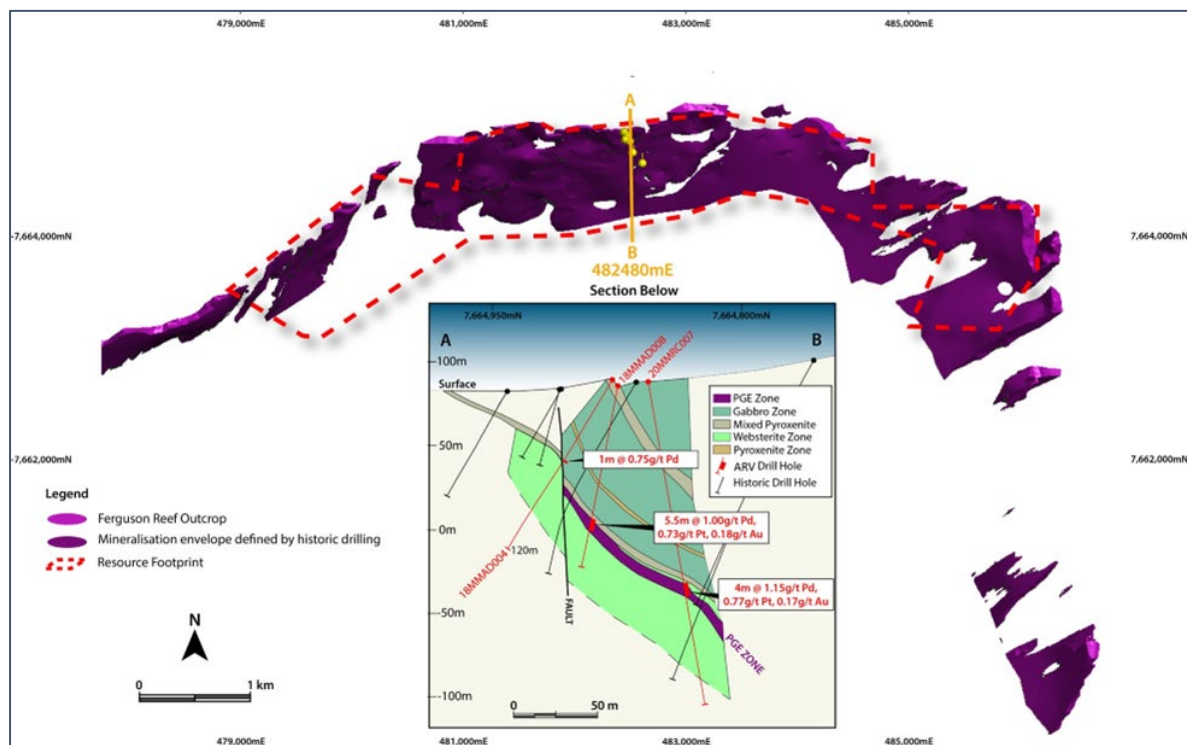 479,000mE
481,000mE
483,000mE
485,000mE
A
7,664,000mN
7,664,000mN
B
482480mE
Section Below
7,664,950mN
7,664,800mN
A
B
100m
Surface
18MMAD008
20MMRC007
PGE Zone
Gabbro Zone
Mixed Pyroxenite
Websterite Zone
Pyroxenite Zone
ARV Drill Hole
Historic Drill Hole
50m
1m @ 0.75g/t Pd
0m
5.5m @ 1.00g/t Pd,
0.73g/t Pt, 0.18g/t Au
120m
18MMAD004
4m @ 1.15g/t Pd,
0.77g/t Pt, 0.17g/t Au
-50m
FAULT
PGE ZONE
-100m
0
50 m
7,662,000mN
7,662,000mN
Legend
Ferguson Reef Outcrop
Mineralisation envelope defined by historic drilling
Resource Footprint
N
0
1 km
479,000mE
481,000mE
483,000mE
485,000mE